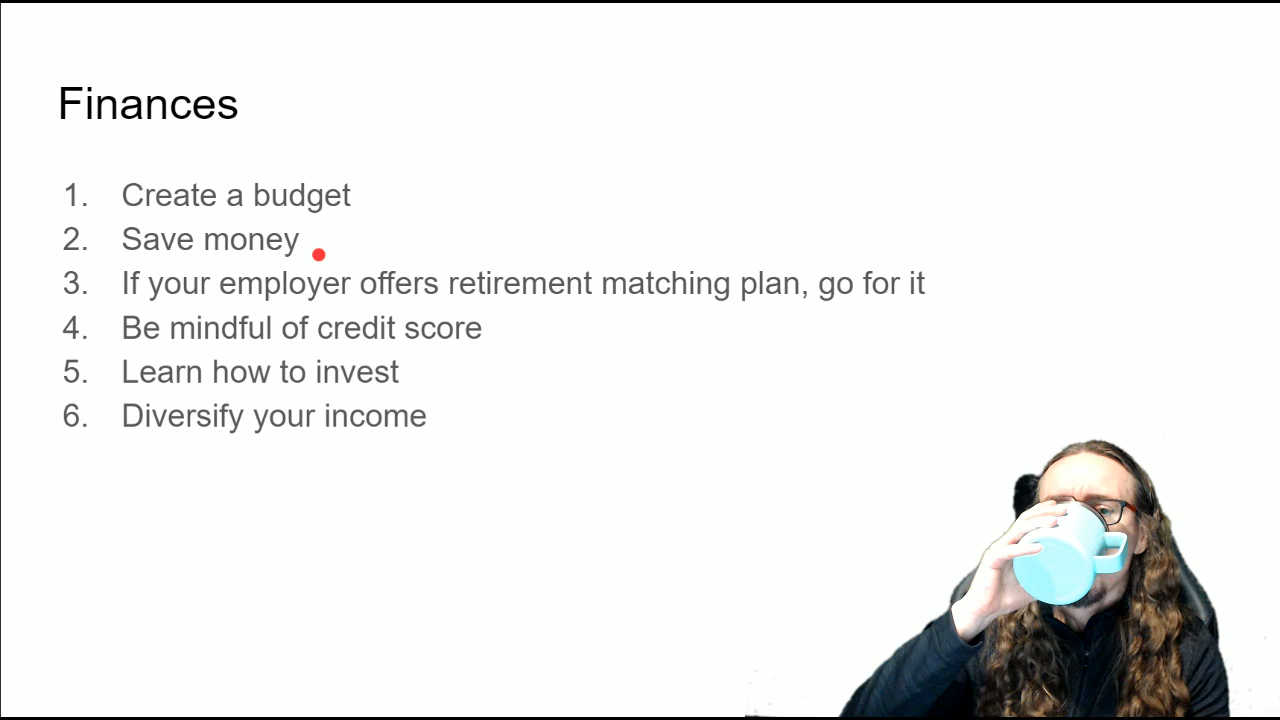 Finances
1. Create a budget
2. Save money
3. If your employer offers retirement matching plan, go for it
4. Be mindful of credit score
5. Learn how to invest
6. Diversify your income